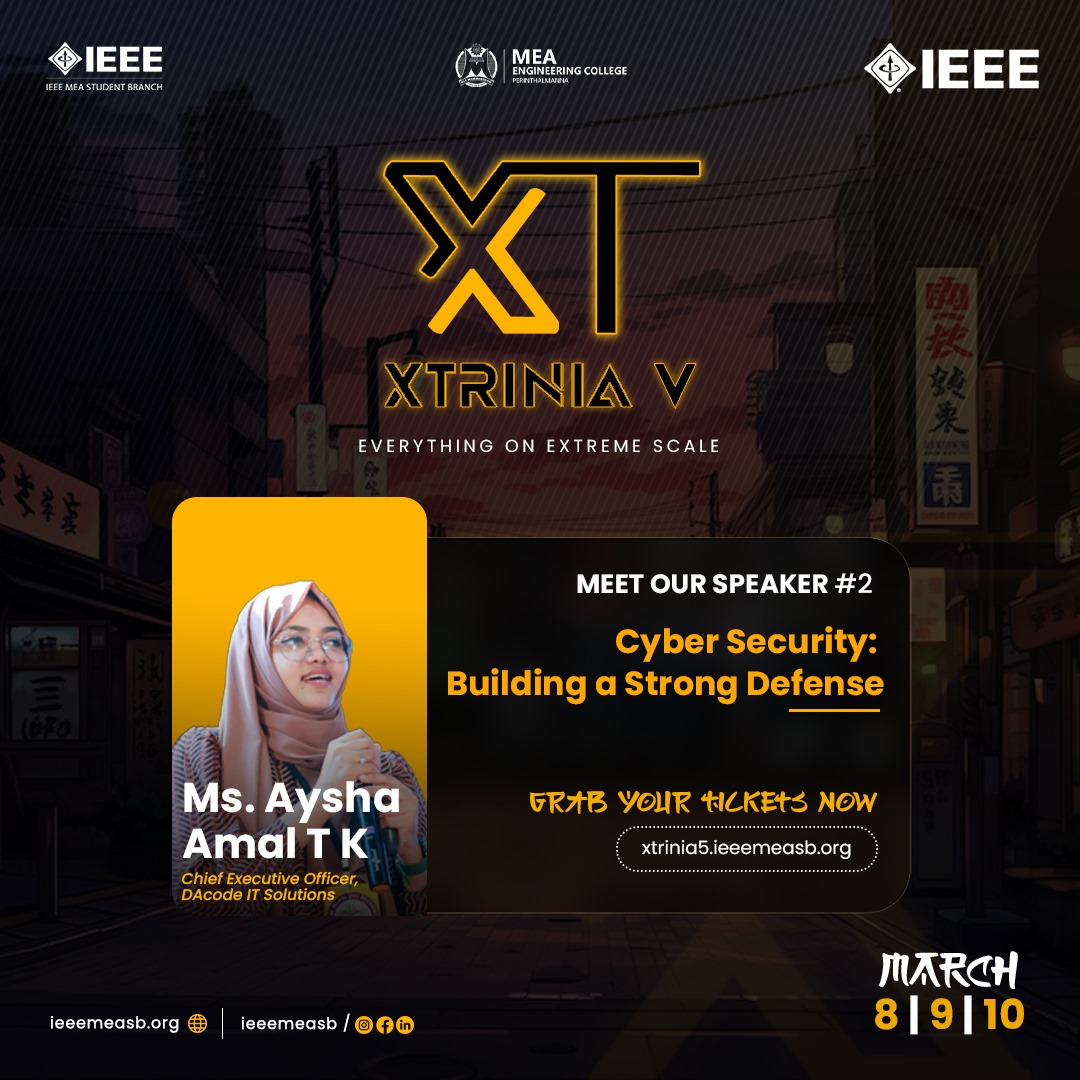 IEEE
IEEE MEA STUDENT BRANCH
MEA
ENGINEERING COLLEGE
PERINTHALMANNA
IEEE
XT
XTRINIA V
EVERYTHING ON EXTREME SCALE
MEET OUR SPEAKER #2
Cyber Security:
Building a Strong Defense
Ms. Aysha
Amal T K
Chief Executive Officer,
DAcode IT Solutions
GRAB YOUR TICKETS NOW
xtrinia5.ieeemeasb.org
MARCH
8 | 9 | 10
ieeemeasb.org
ieeemeasb /